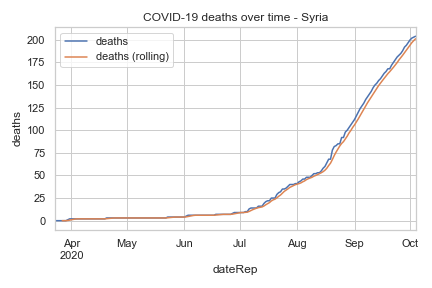 COVID-19 deaths over time - Syria
deaths
deaths (rolling)
200
175
150
125
100
75
50
25
0
deaths
Apr May Jun Jul Aug Sep Oct
2020
dateRep